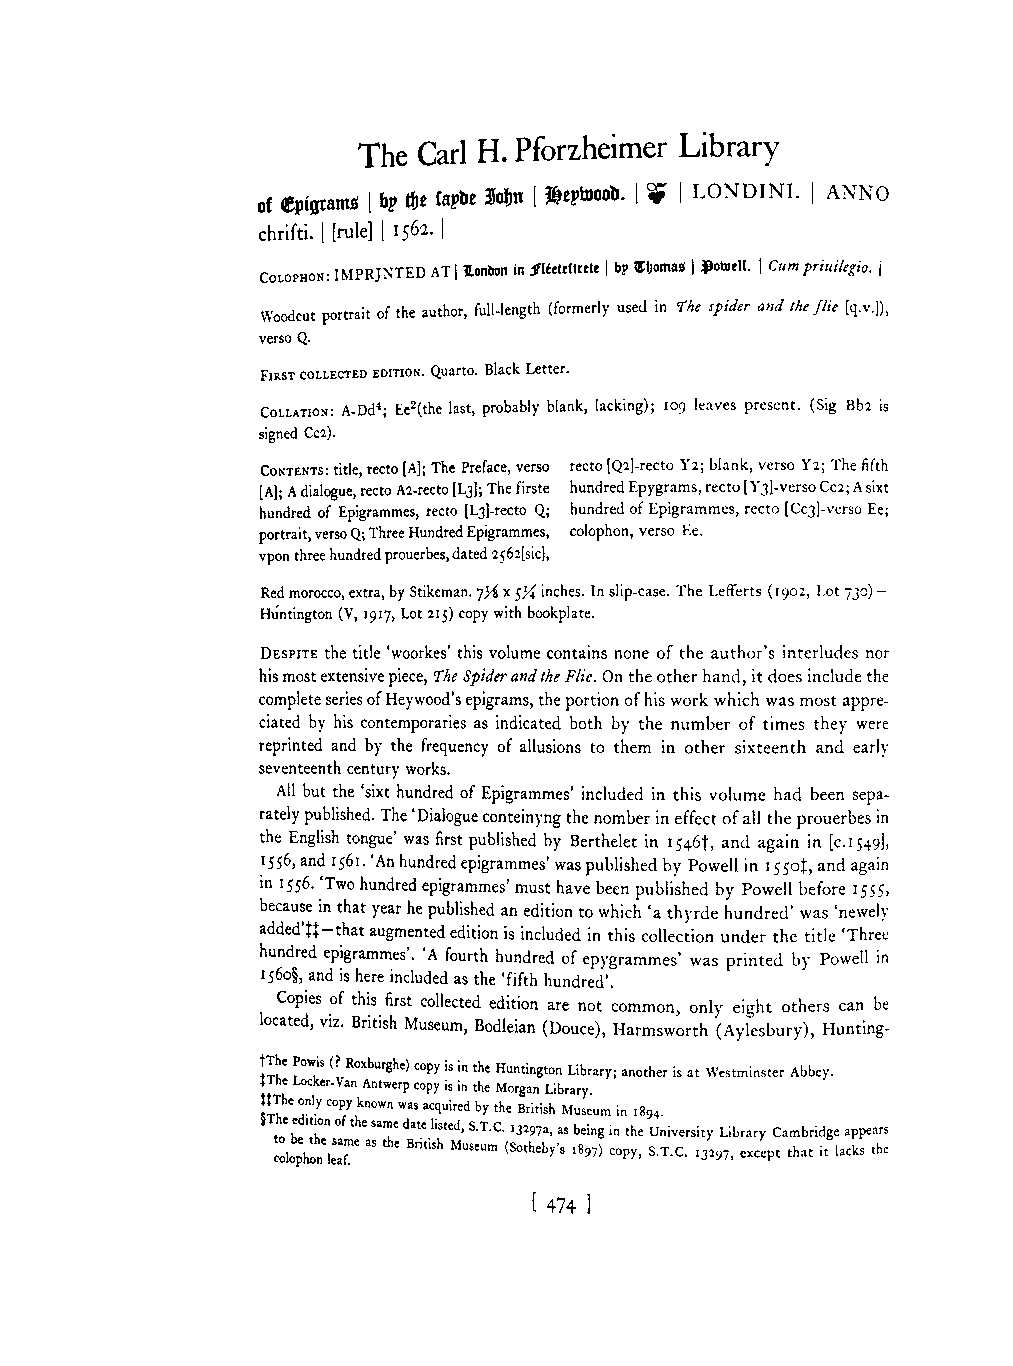 The Carl H. Pforzheimer Library
of Epigrams | by the ſayde John | Heywood. | ❦ | LONDINI. | ANNO
chriſti. | [rule] | 1562. |
COLOPHON: IMPRJNTED AT | London in Fléeteſtrete | by Thomas | Powell. | Cum priuilegio. |
Woodcut portrait of the author, full-length (formerly used in The spider and the flie [q.v.]),
verso Q.
FIRST COLLECTED EDITION. Quarto. Black Letter.
COLLATION: A-Dd⁴; Ee²(the last, probably blank, lacking); 109 leaves present. (Sig Bb2 is
signed Cc2).
CONTENTS: title, recto [A]; The Preface, verso
[A]; A dialogue, recto A2-recto [L3]; The firste
hundred of Epigrammes, recto [L3]-recto Q;
portrait, verso Q; Three Hundred Epigrammes,
vpon three hundred prouerbes, dated 2562[sic],
recto [Q2]-recto Y2; blank, verso Y2; The fifth
hundred Epygrams, recto [Y3]-verso Cc2; A sixt
hundred of Epigrammes, recto [Cc3]-verso Ee;
colophon, verso Ee.
Red morocco, extra, by Stikeman. 7⅛ x 5¼ inches. In slip-case. The Lefferts (1902, Lot 730) –
Huntington (V, 1917, Lot 215) copy with bookplate.
DESPITE the title 'woorkes' this volume contains none of the author's interludes nor
his most extensive piece, The Spider and the Flie. On the other hand, it does include the
complete series of Heywood's epigrams, the portion of his work which was most appre-
ciated by his contemporaries as indicated both by the number of times they were
reprinted and by the frequency of allusions to them in other sixteenth and early
seventeenth century works.
All but the 'sixt hundred of Epigrammes' included in this volume had been sepa-
rately published. The 'Dialogue conteinyng the nomber in effect of all the prouerbes in
the English tongue' was first published by Berthelet in 1546†, and again in [c.1549],
1556, and 1561. 'An hundred epigrammes' was published by Powell in 1550‡, and again
in 1556. 'Two hundred epigrammes' must have been published by Powell before 1555,
because in that year he published an edition to which 'a thyrde hundred' was 'newely
added'‡‡—that augmented edition is included in this collection under the title 'Three
hundred epigrammes'. 'A fourth hundred of epygrammes' was printed by Powell in
1560§, and is here included as the 'fifth hundred'.
Copies of this first collected edition are not common, only eight others can be
located, viz. British Museum, Bodleian (Douce), Harmsworth (Aylesbury), Hunting-
†The Powis (? Roxburghe) copy is in the Huntington Library; another is at Westminster Abbey.
‡The Locker-Van Antwerp copy is in the Morgan Library.
‡‡The only copy known was acquired by the British Museum in 1894.
§The edition of the same date listed, S.T.C. 13297a, as being in the University Library Cambridge appears
to be the same as the British Museum (Sotheby's 1897) copy, S.T.C. 13297, except that it lacks the
colophon leaf.
[ 474 ]